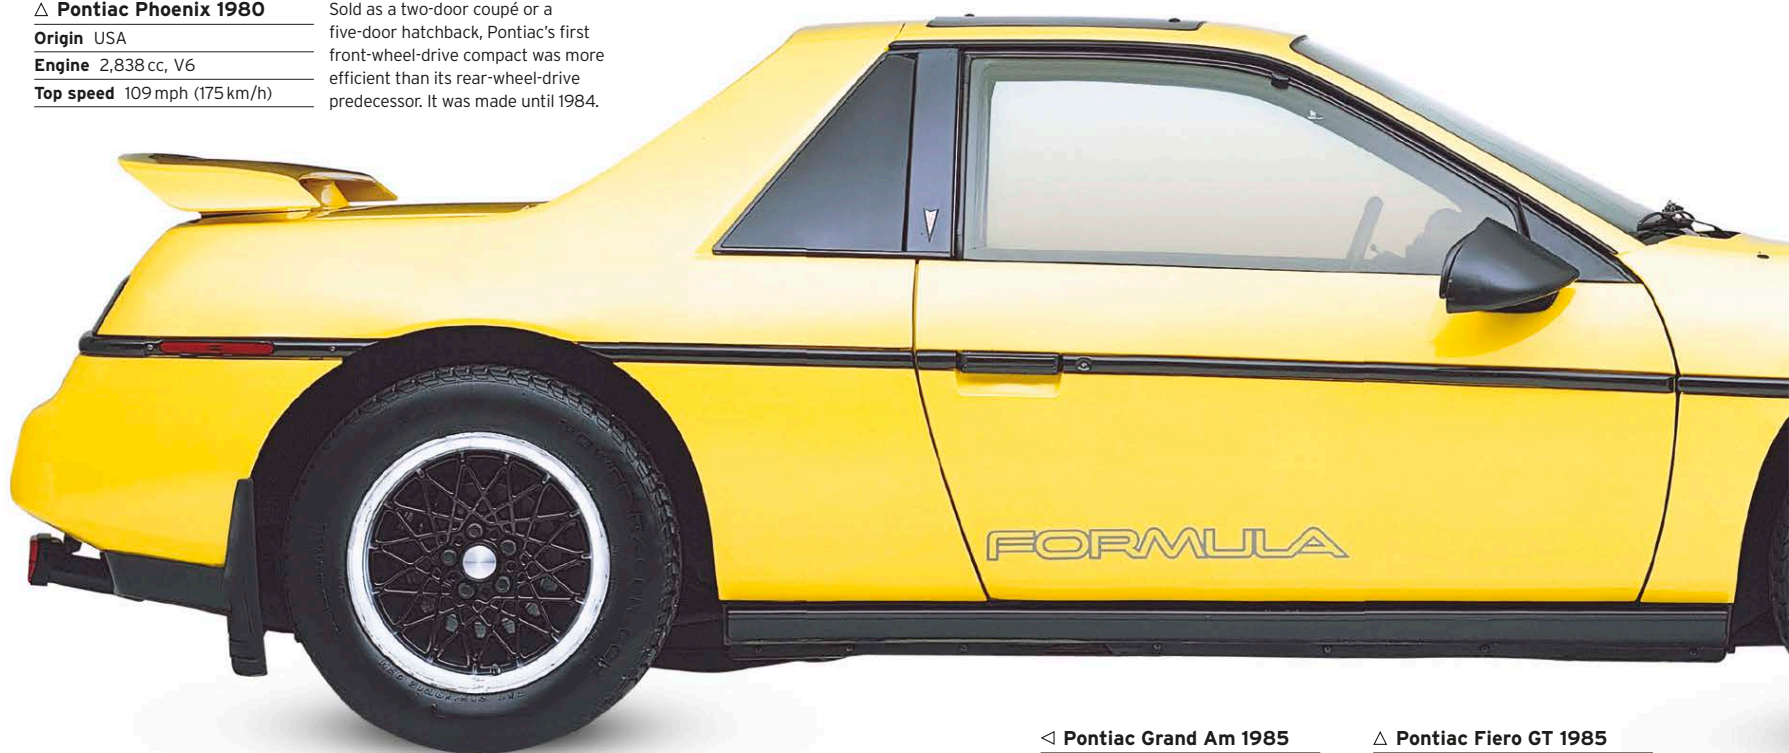 △ Pontiac Phoenix 1980
Origin USA
Engine 2,838 cc, V6
Top speed 109 mph (175 km/h)
Sold as a two-door coupé or a
five-door hatchback, Pontiac's first
front-wheel-drive compact was more
efficient than its rear-wheel-drive
predecessor. It was made until 1984.
FORMULA
◁ Pontiac Grand Am 1985
△ Pontiac Fiero GT 1985